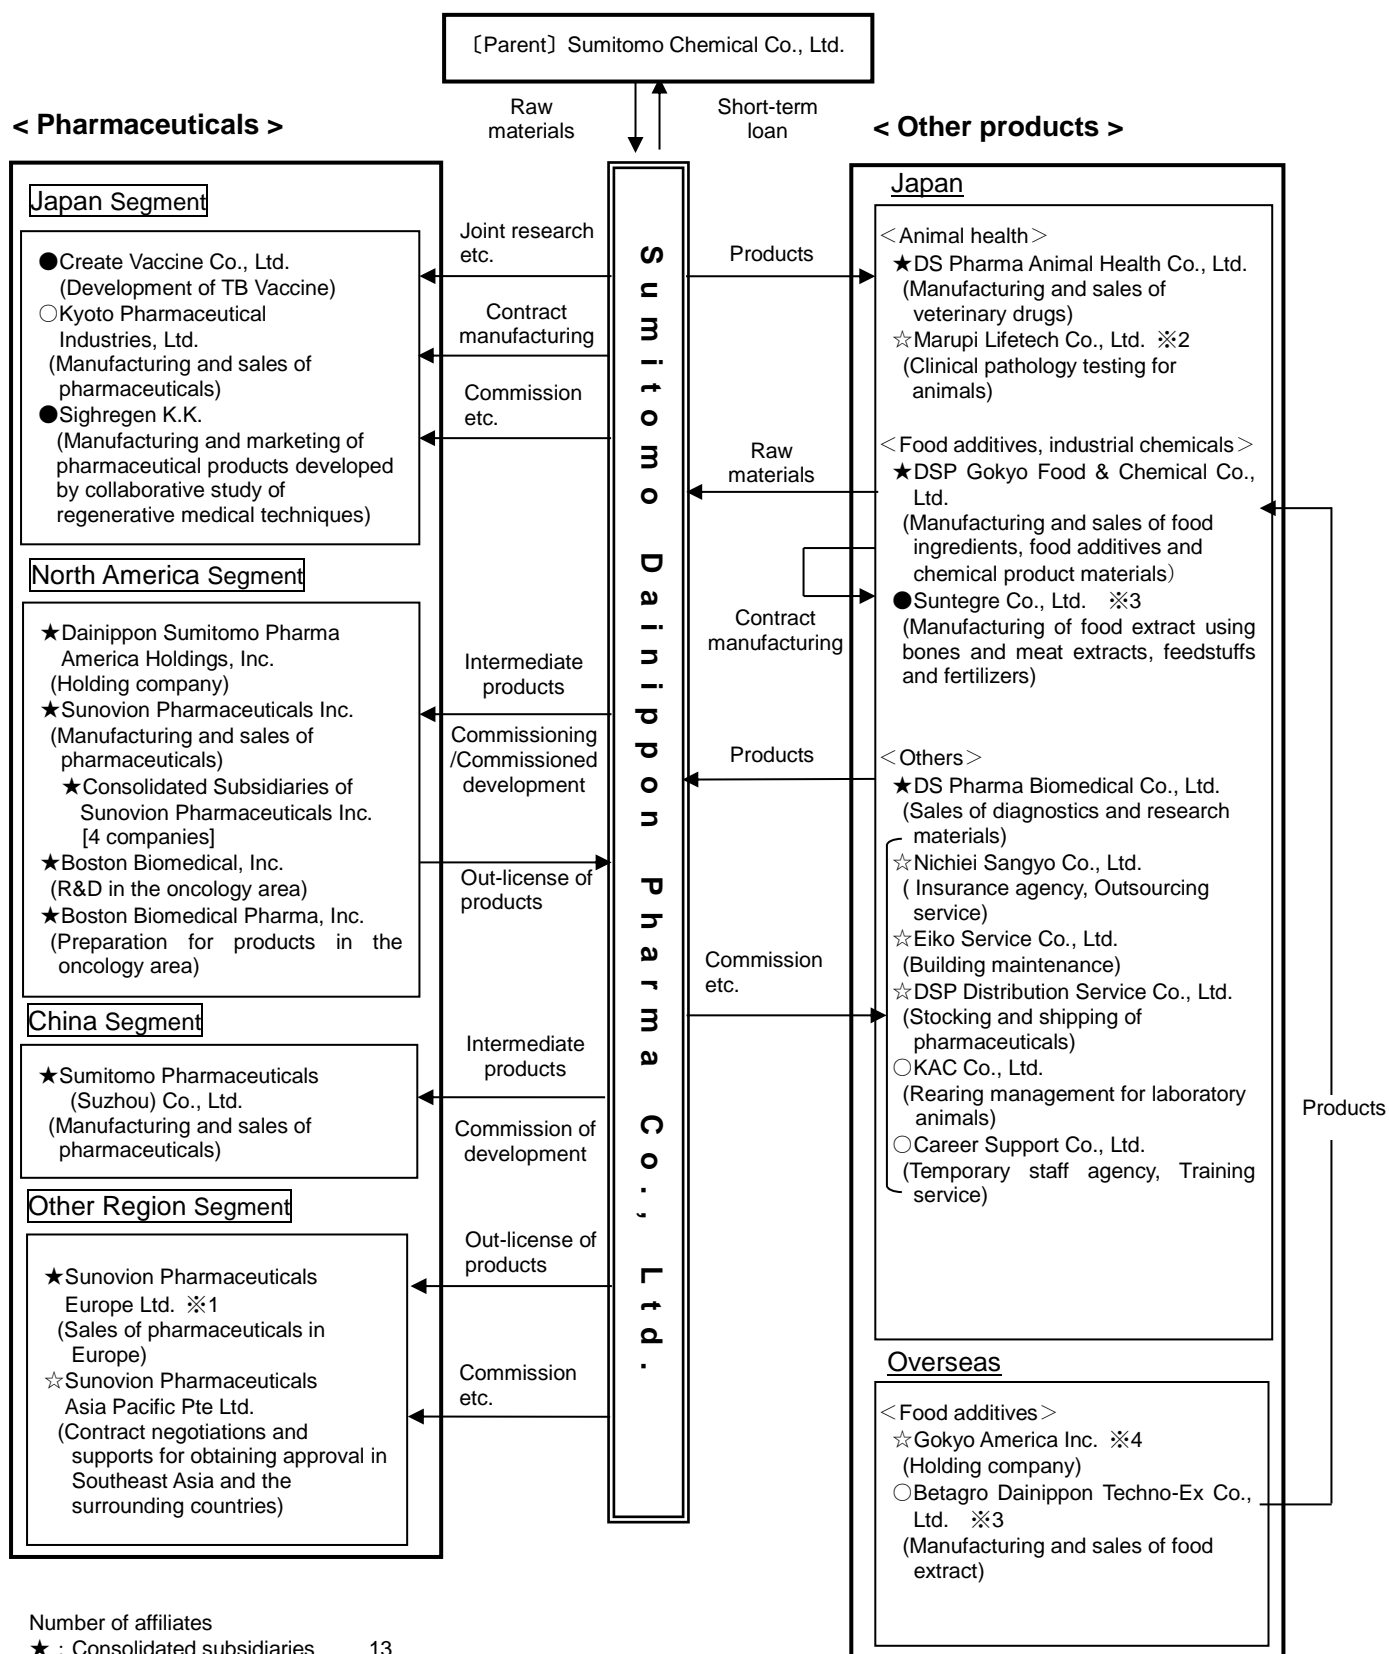 〔Parent〕Sumitomo Chemical Co., Ltd.
Raw
materials
Short-term
loan
< Pharmaceuticals >
Japan Segment
●Create Vaccine Co., Ltd.
(Development of TB Vaccine)
○Kyoto Pharmaceutical
Industries, Ltd.
(Manufacturing and sales of
pharmaceuticals)
●Sighregen K.K.
(Manufacturing and marketing of
pharmaceutical products developed
by collaborative study of
regenerative medical techniques)
North America Segment
★Dainippon Sumitomo Pharma
America Holdings, Inc.
(Holding company)
★Sunovion Pharmaceuticals Inc.
(Manufacturing and sales of
pharmaceuticals)
★Consolidated Subsidiaries of
Sunovion Pharmaceuticals Inc.
[4 companies]
★Boston Biomedical, Inc.
(R&D in the oncology area)
★Boston Biomedical Pharma, Inc.
(Preparation for products in the
oncology area)
China Segment
★Sumitomo Pharmaceuticals
(Suzhou) Co., Ltd.
(Manufacturing and sales of
pharmaceuticals)
Other Region Segment
★Sunovion Pharmaceuticals
Europe Ltd. ※1
(Sales of pharmaceuticals in
Europe)
☆Sunovion Pharmaceuticals
Asia Pacific Pte Ltd.
(Contract negotiations and
supports for obtaining approval in
Southeast Asia and the
surrounding countries)
Joint research
etc.
Contract
manufacturing
Commission
etc.
Intermediate
products
Commissioning
/Commissioned
development
Out-license of
products
Intermediate
products
Commission of
development
Out-license of
products
Commission
etc.
Sumitomo Dainippon Pharma Co., Ltd.
Products
Raw
materials
Contract
manufacturing
Products
Commission
etc.
< Other products >
Japan
＜Animal health＞
★DS Pharma Animal Health Co., Ltd.
(Manufacturing and sales of
veterinary drugs)
☆Marupi Lifetech Co., Ltd. ※2
(Clinical pathology testing for
animals)
＜Food additives, industrial chemicals＞
★DSP Gokyo Food & Chemical Co.,
Ltd.
(Manufacturing and sales of food
ingredients, food additives and
chemical product materials）
●Suntegre Co., Ltd. ※3
(Manufacturing of food extract using
bones and meat extracts, feedstuffs
and fertilizers)
＜Others＞
★DS Pharma Biomedical Co., Ltd.
(Sales of diagnostics and research
materials)
☆Nichiei Sangyo Co., Ltd.
( Insurance agency, Outsourcing
service)
☆Eiko Service Co., Ltd.
(Building maintenance)
☆DSP Distribution Service Co., Ltd.
(Stocking and shipping of
pharmaceuticals)
○KAC Co., Ltd.
(Rearing management for laboratory
animals)
○Career Support Co., Ltd.
(Temporary staff agency, Training
service)
Overseas
＜Food additives＞
☆Gokyo America Inc. ※4
(Holding company)
○Betagro Dainippon Techno-Ex Co.,
Ltd. ※3
(Manufacturing and sales of food
extract)
Products
Number of affiliates
★ : Consolidated subsidiaries 13